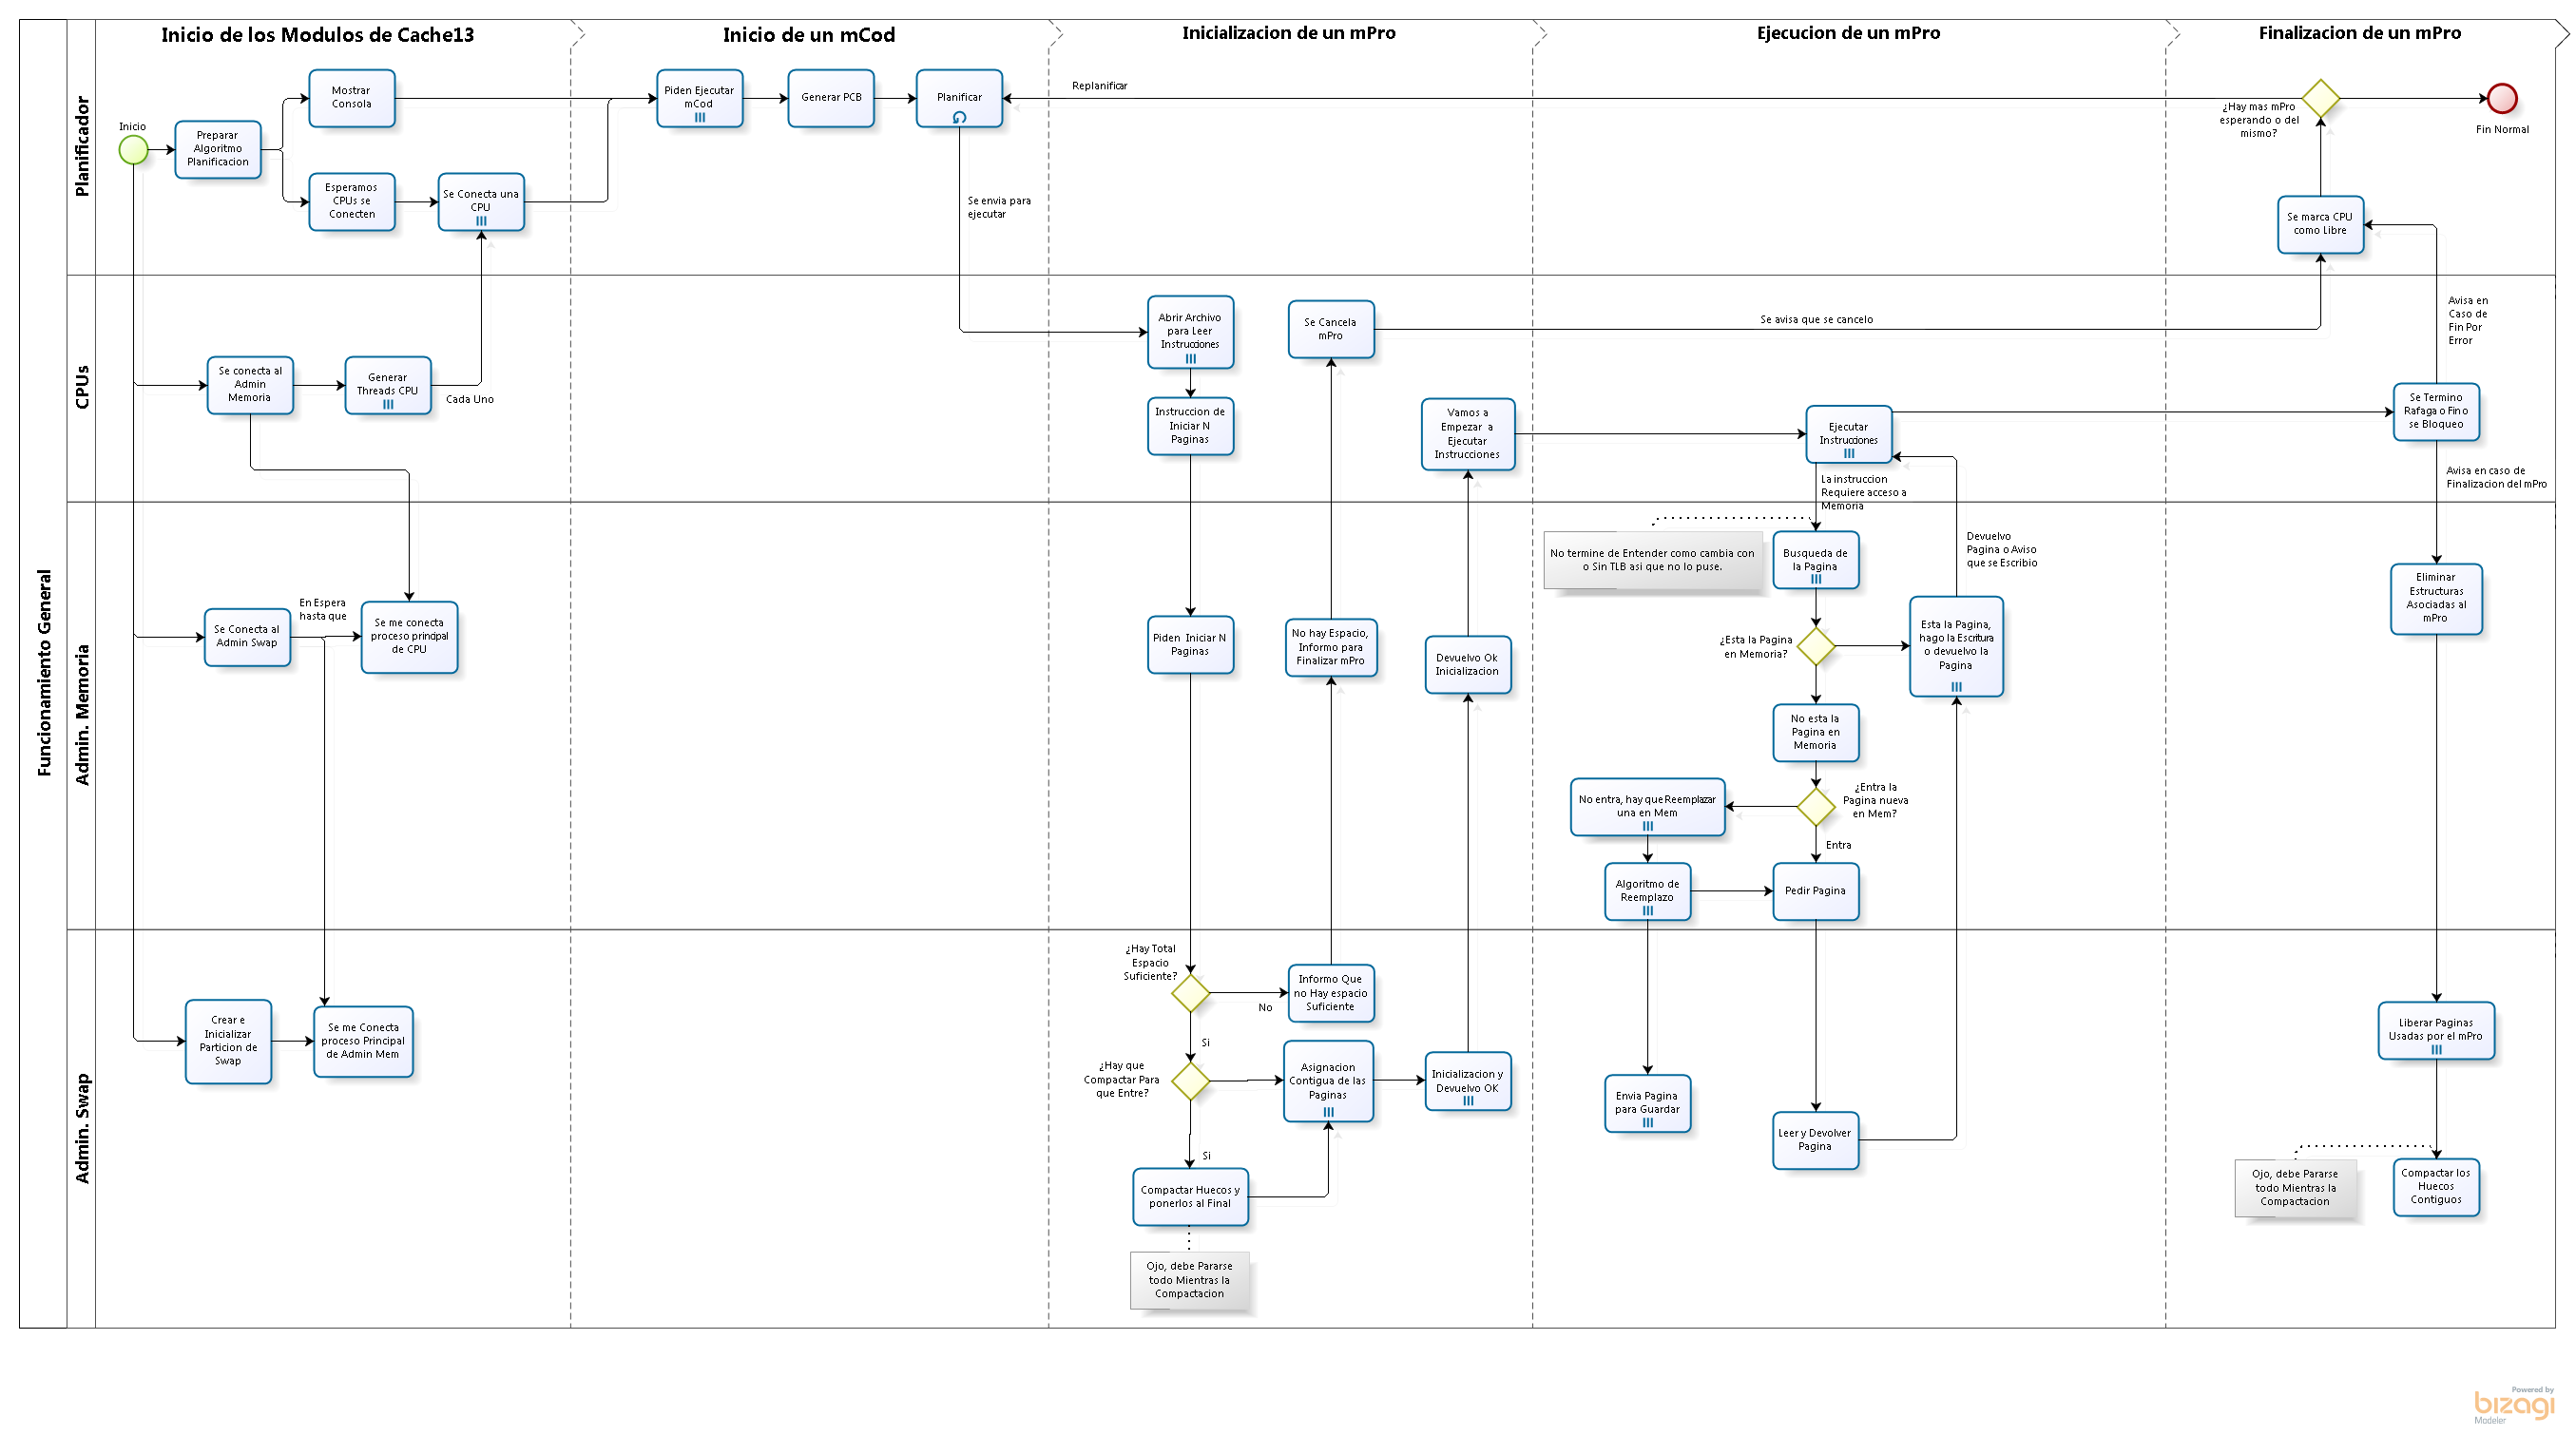 Inicio de los Modulos de Cache13
Inicio de un mCod
Inicializacion de un mPro
Ejecucion de un mPro
Finalizacion de un mPro
Funcionamiento General
Planificador
Inicio
Preparar
Algoritmo
Planificacion
Mostrar
Consola
Esperamos
CPUs se
Conecten
Se Conecta una
CPU
Piden Ejecutar
mCod
Generar PCB
Planificar
Replanificar
Se envia para
ejecutar
¿Hay mas mPro
esperando o del
mismo?
Fin Normal
Se marca CPU
como Libre
CPUs
Se conecta al
Admin
Memoria
Generar
Threads CPU
Cada Uno
Abrir Archivo
para Leer
Instrucciones
Instruccion de
Iniciar N
Paginas
Se Cancela
mPro
Se avisa que se cancelo
Vamos a
Empezar a
Ejecutar
Instrucciones
Ejecutar
Instrucciones
La instruccion
Requiere acceso a
Memoria
Avisa en
Caso de
Fin Por
Error
Se Termino
Rafaga o Fin o
se Bloqueo
Avisa en caso de
Finalizacion del mPro
Admin. Memoria
Se Conecta al
Admin Swap
En Espera
hasta que
Se me conecta
proceso principal
de CPU
Piden Iniciar N
Paginas
No hay Espacio,
Informo para
Finalizar mPro
Devuelvo Ok
Inicializacion
No termine de Entender como cambia con
o Sin TLB asi que no lo puse.
Busqueda de
la Pagina
Devuelvo
Pagina o Aviso
que se Escribio
¿Esta la Pagina
en Memoria?
Esta la Pagina,
hago la Escritura
o devuelvo la
Pagina
No esta la
Pagina en
Memoria
No entra, hay que Reemplazar
una en Mem
¿Entra la
Pagina nueva
en Mem?
Entra
Algoritmo de
Reemplazo
Pedir Pagina
Eliminar
Estructuras
Asociadas al
mPro
Admin. Swap
Crear e
Inicializar
Particion de
Swap
Se me Conecta
proceso Principal
de Admin Mem
¿Hay Total
Espacio
Suficiente?
No
Informo Que
no Hay espacio
Suficiente
Si
¿Hay que
Compactar Para
que Entre?
Asignacion
Contigua de las
Paginas
Inicializacion y
Devuelvo OK
Si
Compactar Huecos y
ponerlos al Final
Ojo, debe Pararse
todo Mientras la
Compactacion
Envia Pagina
para Guardar
Leer y Devolver
Pagina
Liberar Paginas
Usadas por el mPro
Ojo, debe Pararse
todo Mientras la
Compactacion
Compactar los
Huecos
Contiguos
Powered by
bizagi
Modeler